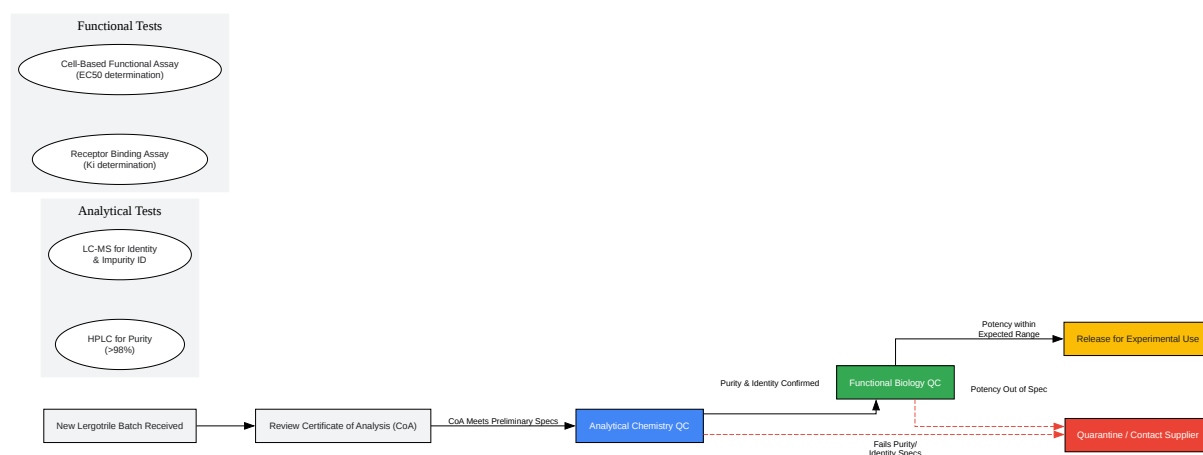 Functional Tests
Cell-Based Functional Assay
(EC50 determination)
Receptor Binding Assay
(Ki determination)
Analytical Tests
LC-MS for Identity
& Impurity ID
HPLC for Purity
(>98%)
New Lergotrile Batch Received
Review Certificate of Analysis (CoA)
CoA Meets Preliminary Specs
Analytical Chemistry QC
Purity & Identity Confirmed
Functional Biology QC
Potency within
Expected Range
Release for Experimental Use
Potency Out of Spec
Fails Purity/
Identity Specs
Quarantine / Contact Supplier